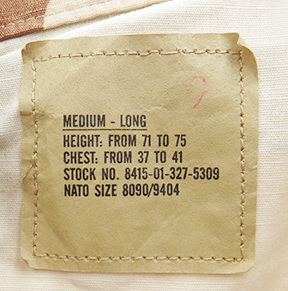 MEDIUM - LONG
HEIGHT: FROM 71 TO 75
CHEST: FROM 37 TO 41
STOCK NO. 8415-01-327-5309
NATO SIZE 8090/9404